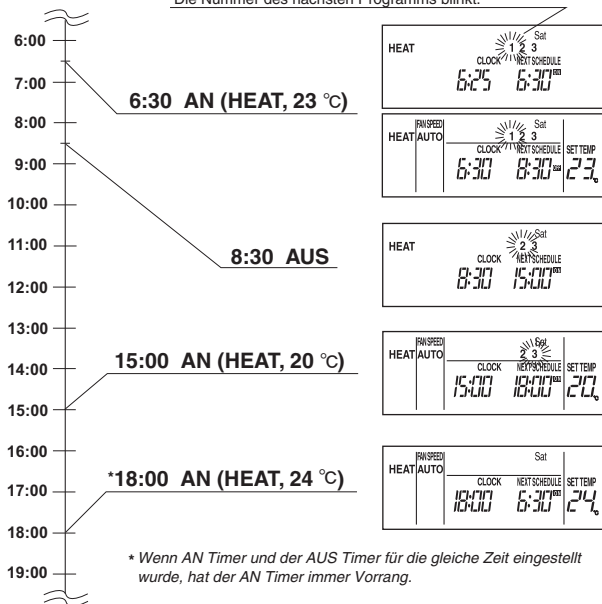 Die Nummer des nächsten Programms blinkt.
6:00
7:00
8:00
9:00
10:00
11:00
12:00
13:00
14:00
15:00
16:00
17:00
18:00
19:00
6:30 AN (HEAT, 23 °C)
8:30 AUS
15:00 AN (HEAT, 20 °C)
*18:00 AN (HEAT, 24 °C)
HEAT
Sat
1 2 3
CLOCK NEXT SCHEDULE
6:25 6:30
FAN SPEED
HEAT AUTO
Sat
1 2 3
CLOCK NEXT SCHEDULE SET TEMP
6:30 8:30 23 °C
HEAT
Sat
2 3
CLOCK NEXT SCHEDULE
8:30 15:00
FAN SPEED
HEAT AUTO
Sat
2 3
CLOCK NEXT SCHEDULE SET TEMP
15:00 18:00 20 °C
FAN SPEED
HEAT AUTO
Sat
CLOCK NEXT SCHEDULE SET TEMP
18:00 6:30 24 °C
* Wenn AN Timer und der AUS Timer für die gleiche Zeit eingestellt
wurde, hat der AN Timer immer Vorrang.